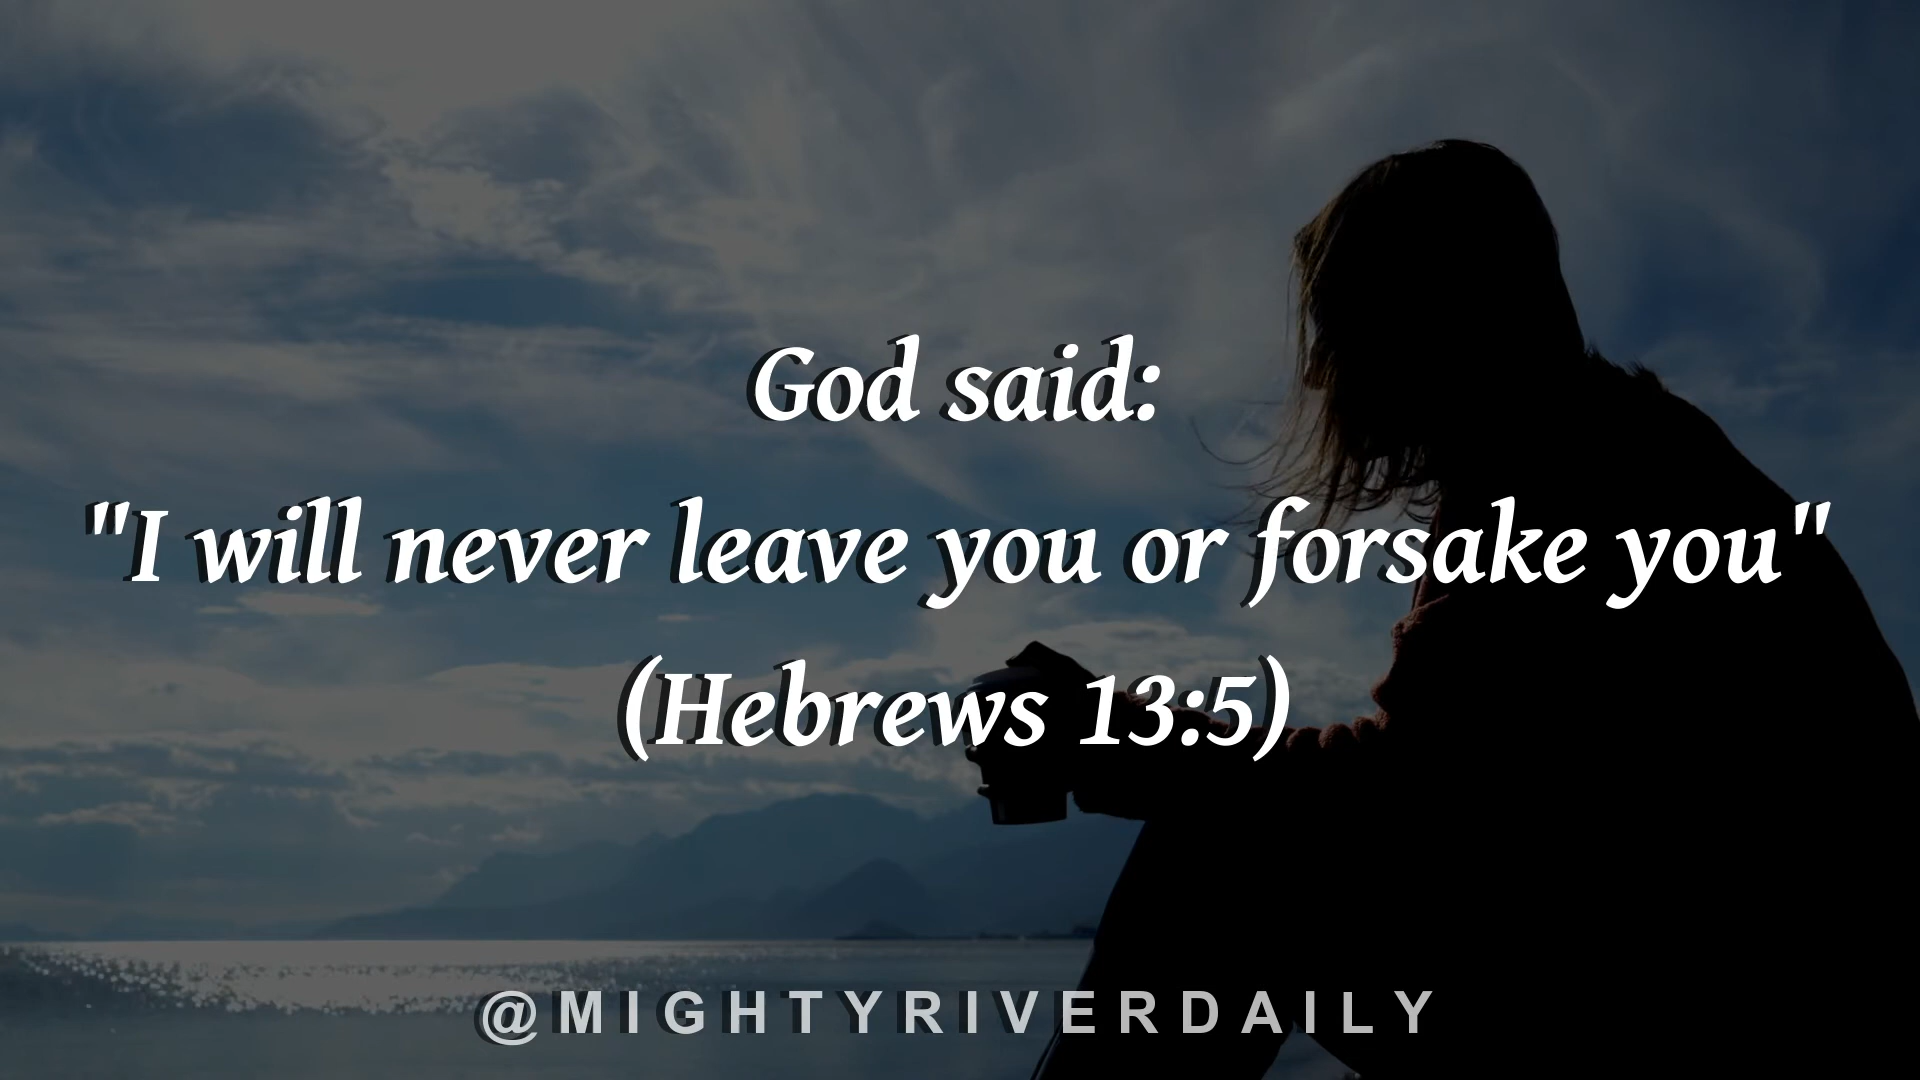 God said:
"I will never leave you or forsake you"
(Hebrews 13:5)
@MIGHTYRIVERDAILY